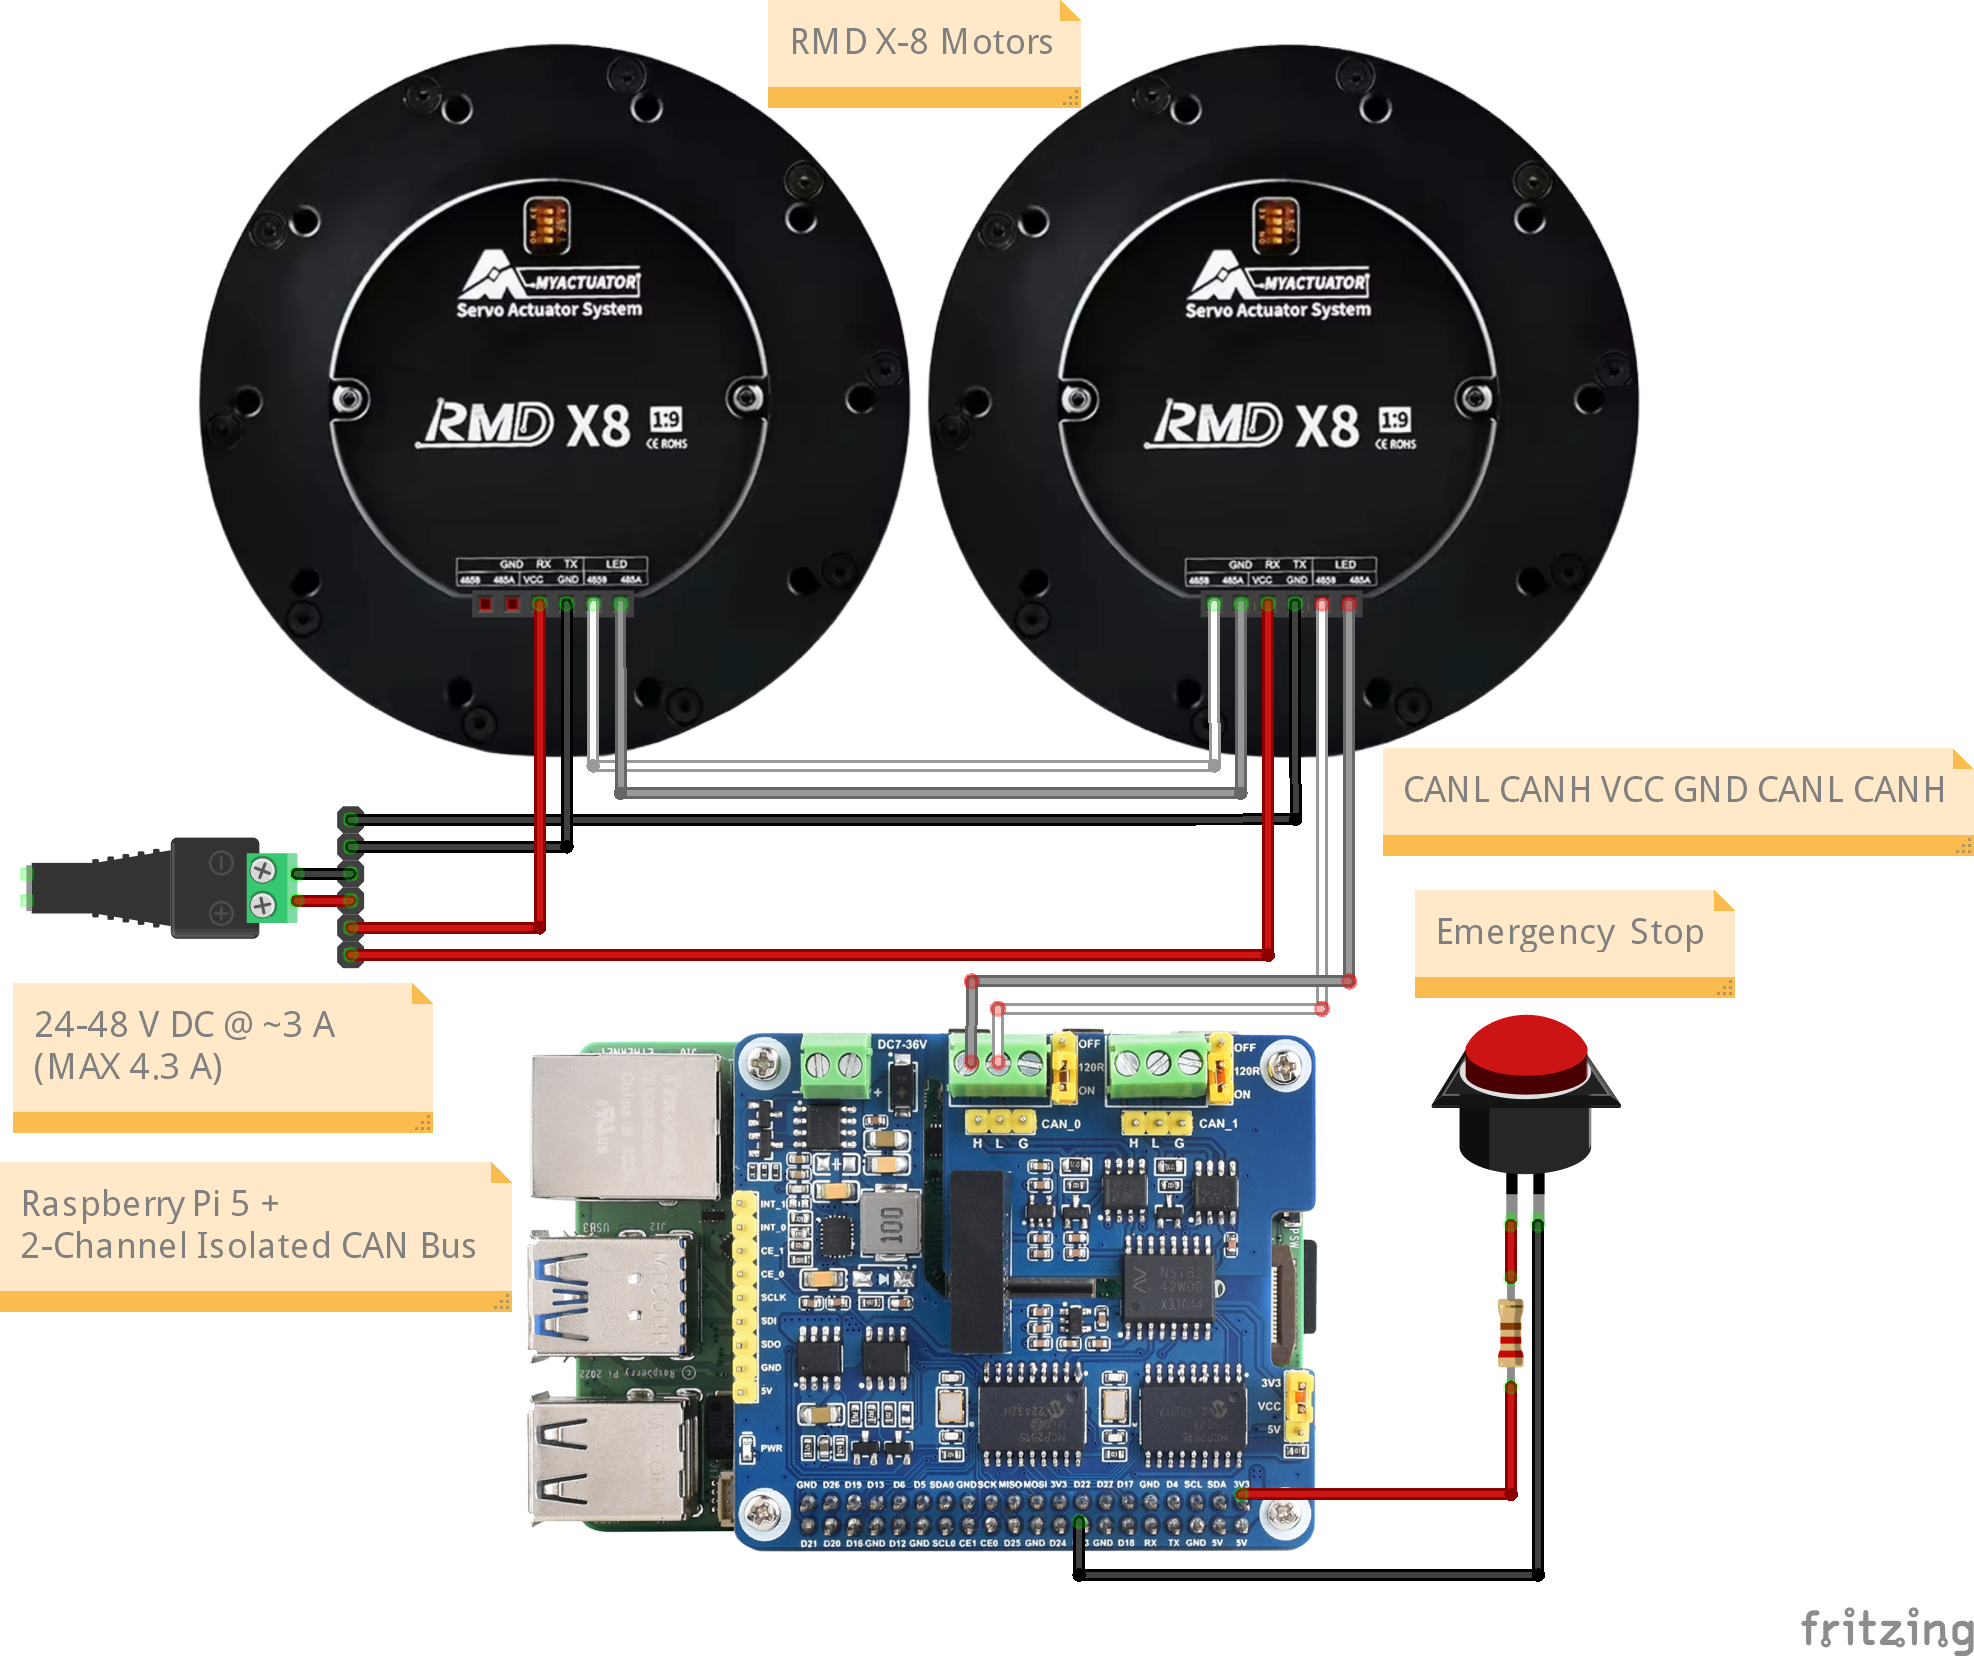 RMD X-8 Motors
MYACTUATOR
Servo Actuator System
RMD X8 1:9
CE ROHS
GND RX TX LED
485B 485A VCC GND 485B 485A
MYACTUATOR
Servo Actuator System
RMD X8 1:9
CE ROHS
GND RX TX LED
485B 485A VCC GND 485B 485A
CANL CANH VCC GND CANL CANH
Emergency Stop
24-48 V DC @ ~3 A
(MAX 4.3 A)
Raspberry Pi 5 +
2-Channel Isolated CAN Bus
DC7-36V
OFF
120R
ON
OFF
120R
ON
CAN_0
H L G
CAN_1
H L G
INT_1
INT_0
CE_1
CE_0
SCLK
SDI
SDO
GND
5V
PWR
100
3V3
VCC
5V
GND D26 D19 D13 D6 D5 SDA0 GND SCK MISO MOSI 3V3 D22 D27 D17 GND D4 SCL SDA 3V3
D21 D20 D16 GND D12 GND SCL0 CE1 CE0 D25 GND D24 GND D18 RX TX GND 5V 5V
fritzing